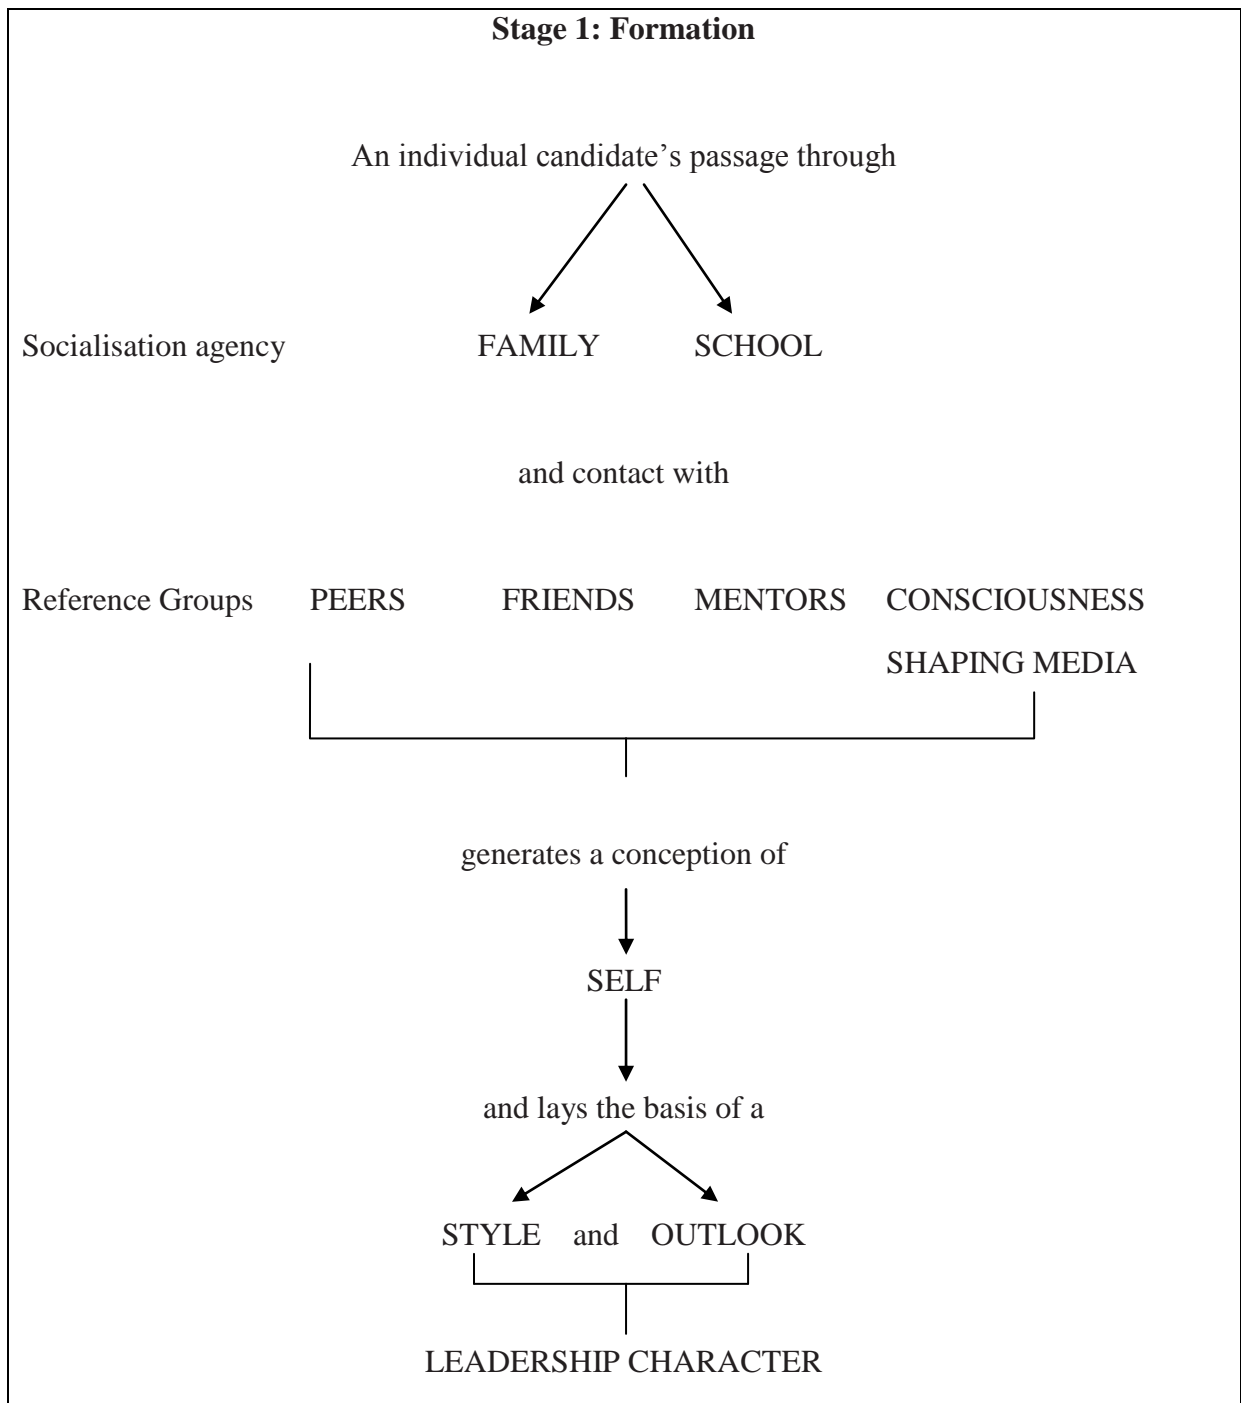 Stage 1: Formation
An individual candidate’s passage through
Socialisation agency FAMILY SCHOOL
and contact with
Reference Groups PEERS FRIENDS MENTORS CONSCIOUSNESS
SHAPING MEDIA
generates a conception of
SELF
and lays the basis of a
STYLE and OUTLOOK
LEADERSHIP CHARACTER